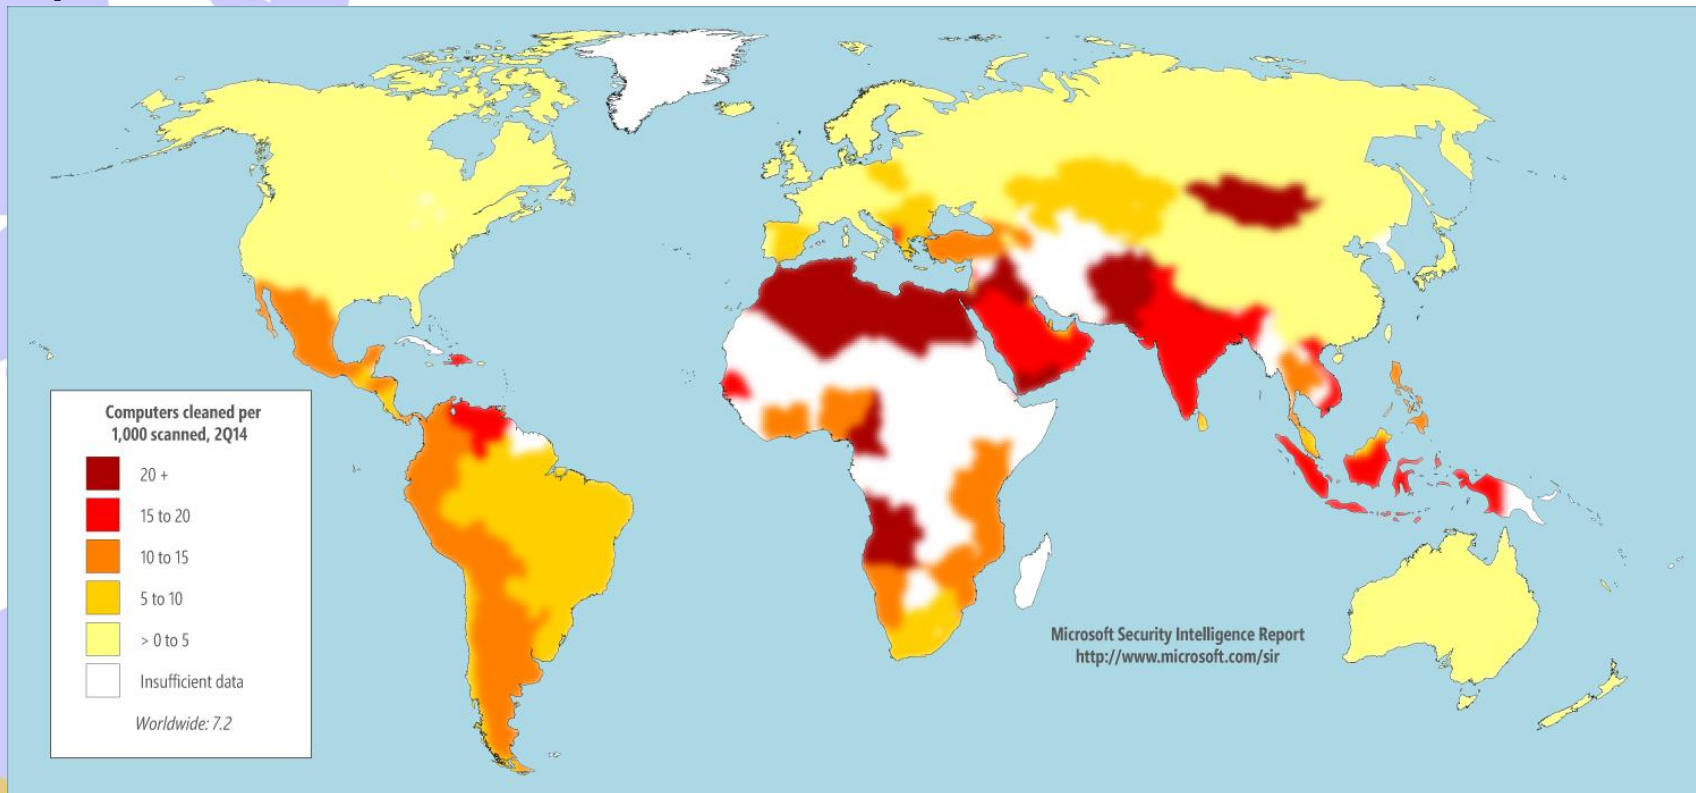 Computers cleaned per
1,000 scanned, 2Q14
20 +
15 to 20
10 to 15
5 to 10
> 0 to 5
Insufficient data
Worldwide: 7.2
Microsoft Security Intelligence Report
http://www.microsoft.com/sir